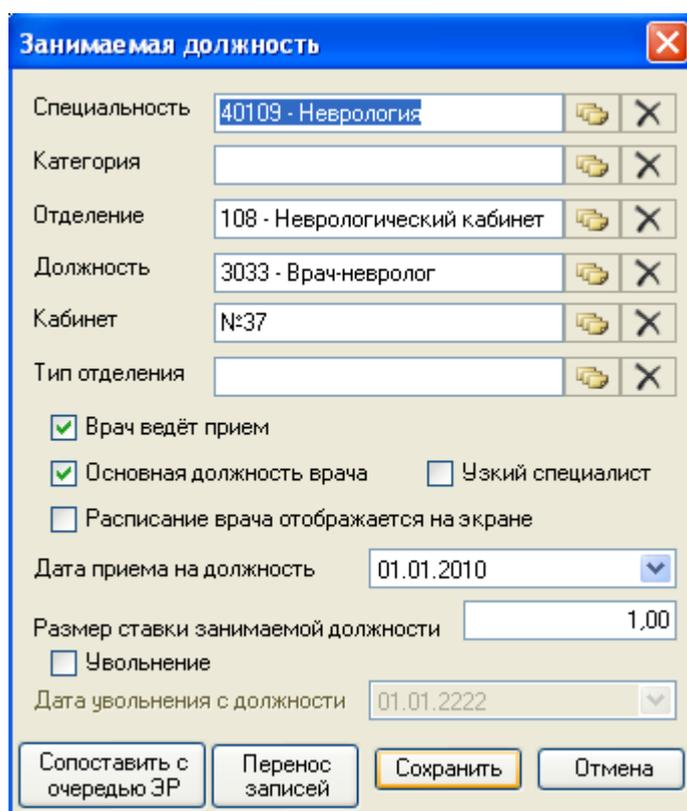 Занимаемая должность
Специальность 40109 - Неврология
Категория
Отделение 108 - Неврологический кабинет
Должность 3033 - Врач-невролог
Кабинет №37
Тип отделения
Врач ведёт прием
Основная должность врача Узкий специалист
Расписание врача отображается на экране
Дата приема на должность 01.01.2010
Размер ставки занимаемой должности 1,00
Увольнение
Дата увольнения с должности 01.01.2222
Сопоставить с очередью ЭР
Перенос записей
Сохранить
Отмена